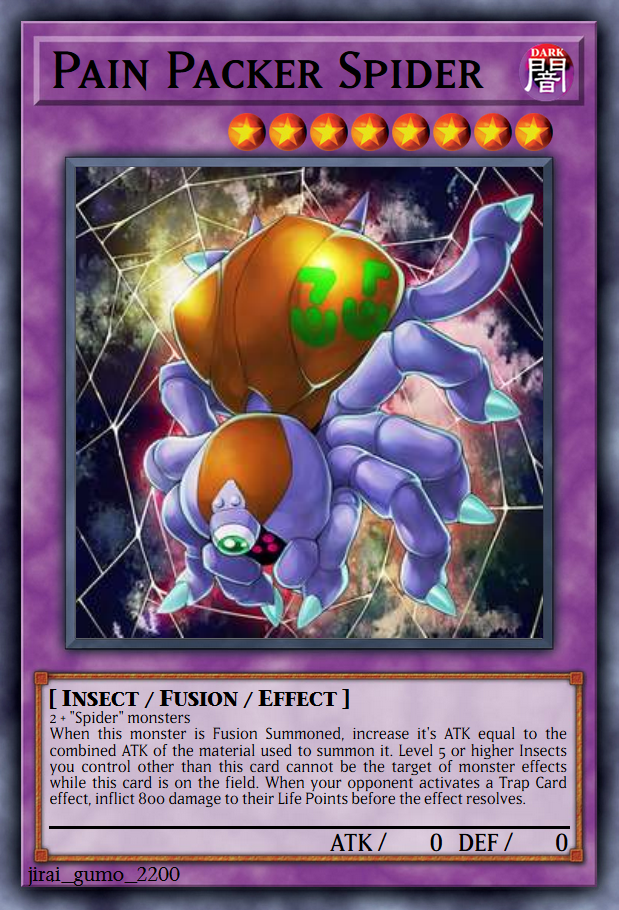 Pain Packer Spider
DARK
闇
[ Insect / Fusion / Effect ]
2 + "Spider" monsters
When this monster is Fusion Summoned, increase it's ATK equal to the
combined ATK of the material used to summon it. Level 5 or higher Insects
you control other than this card cannot be the target of monster effects
while this card is on the field. When your opponent activates a Trap Card
effect, inflict 800 damage to their Life Points before the effect resolves.
ATK / 0 DEF / 0
jirai_gumo_2200